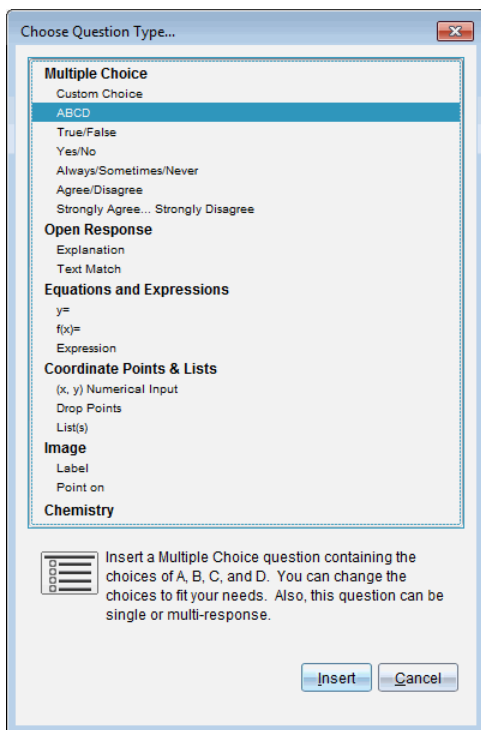 Choose Question Type...
Multiple Choice
Custom Choice
ABCD
True/False
Yes/No
Always/Sometimes/Never
Agree/Disagree
Strongly Agree... Strongly Disagree
Open Response
Explanation
Text Match
Equations and Expressions
y=
f(x)=
Expression
Coordinate Points & Lists
(x, y) Numerical Input
Drop Points
List(s)
Image
Label
Point on
Chemistry
Insert a Multiple Choice question containing the
choices of A, B, C, and D. You can change the
choices to fit your needs. Also, this question can be
single or multi-response.
Insert Cancel